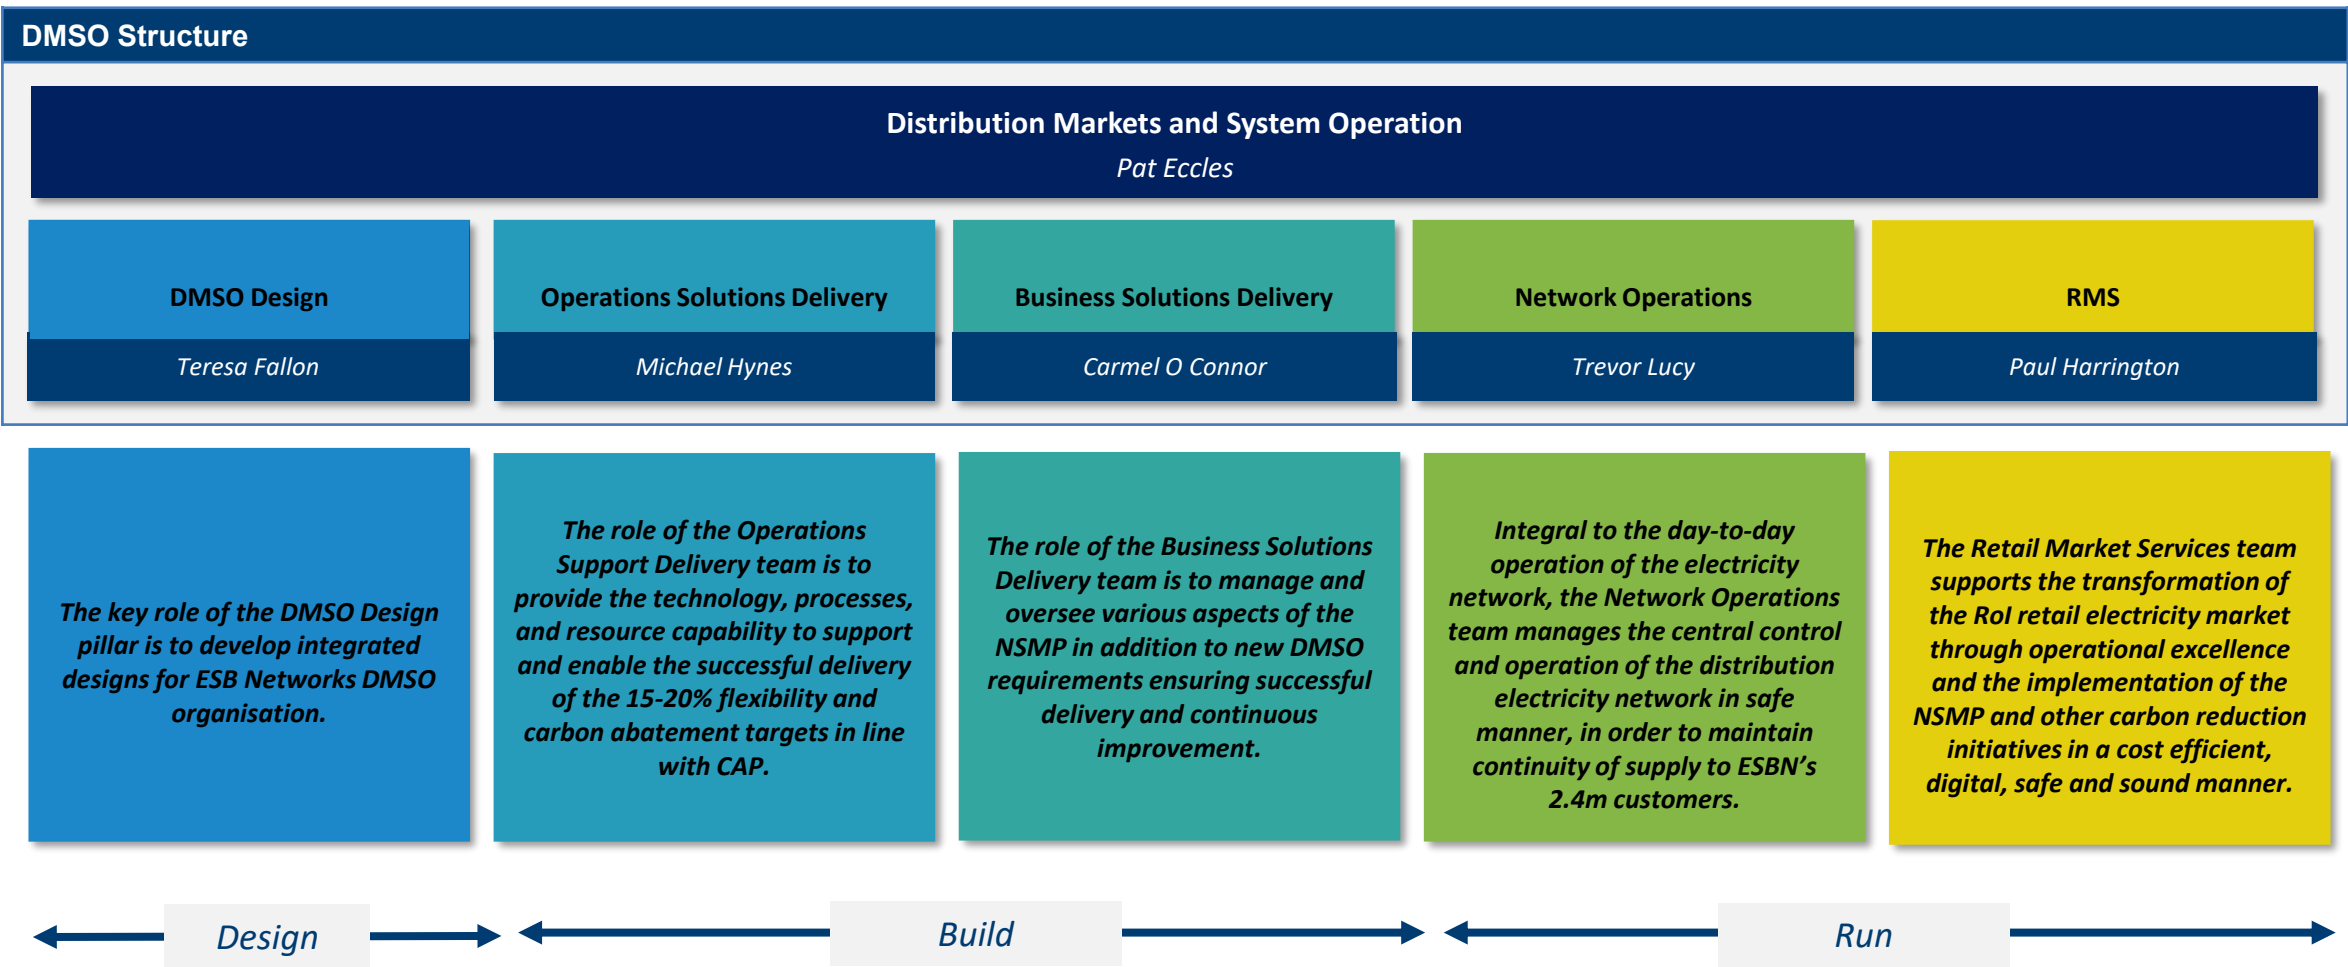 DMSO Structure
Distribution Markets and System Operation
Pat Eccles
DMSO Design
Teresa Fallon
Operations Solutions Delivery
Michael Hynes
Business Solutions Delivery
Carmel O Connor
Network Operations
Trevor Lucy
RMS
Paul Harrington
The key role of the DMSO Design
pillar is to develop integrated
designs for ESB Networks DMSO
organisation.
The role of the Operations
Support Delivery team is to
provide the technology, processes,
and resource capability to support
and enable the successful delivery
of the 15-20% flexibility and
carbon abatement targets in line
with CAP.
The role of the Business Solutions
Delivery team is to manage and
oversee various aspects of the
NSMP in addition to new DMSO
requirements ensuring successful
delivery and continuous
improvement.
Integral to the day-to-day
operation of the electricity
network, the Network Operations
team manages the central control
and operation of the distribution
electricity network in safe
manner, in order to maintain
continuity of supply to ESBN’s
2.4m customers.
The Retail Market Services team
supports the transformation of
the RoI retail electricity market
through operational excellence
and the implementation of the
NSMP and other carbon reduction
initiatives in a cost efficient,
digital, safe and sound manner.
Design
Build
Run